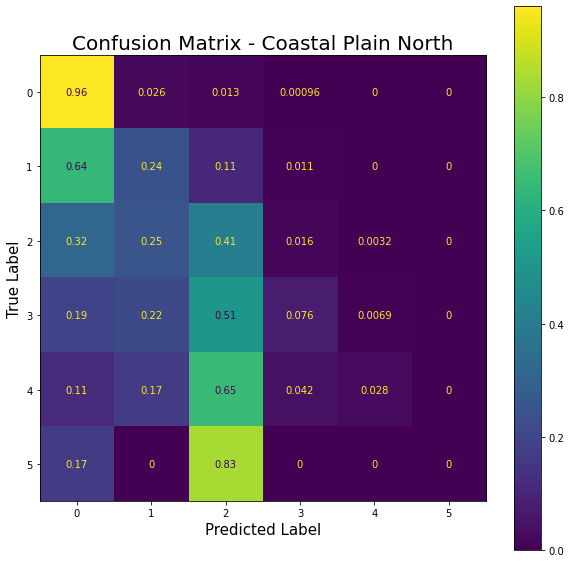 Confusion Matrix - Coastal Plain North
0 0.96 0.026 0.013 0.00096 0 0
1 0.64 0.24 0.11 0.011 0 0
2 0.32 0.25 0.41 0.016 0.0032 0
3 0.19 0.22 0.51 0.076 0.0069 0
4 0.11 0.17 0.65 0.042 0.028 0
5 0.17 0 0.83 0 0 0
0 1 2 3 4 5
True Label
Predicted Label
0.8
0.6
0.4
0.2
0.0